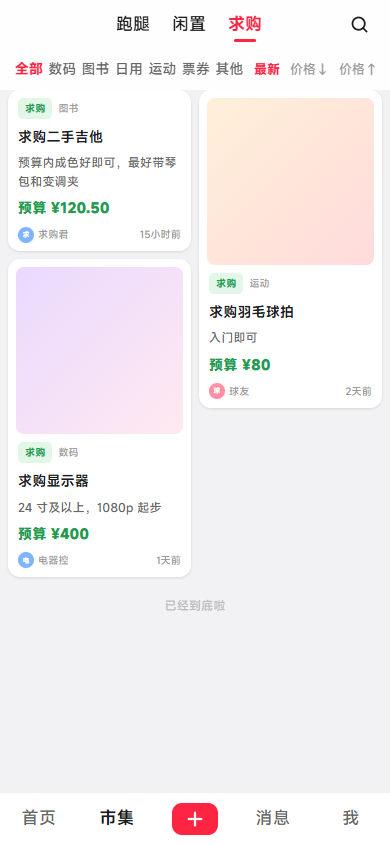 跑腿 闲置 求购
全部 数码 图书 日用 运动 票券 其他 最新 价格↓ 价格↑
求购 图书
求购二手吉他
预算内成色好即可，最好带琴
包和变调夹
预算 ¥120.50
求 求购君 15小时前
求购 数码
求购显示器
24 寸及以上，1080p 起步
预算 ¥400
电 电器控 1天前
求购 运动
求购羽毛球拍
入门即可
预算 ¥80
球 球友 2天前
已经到底啦
首页 市集 + 消息 我